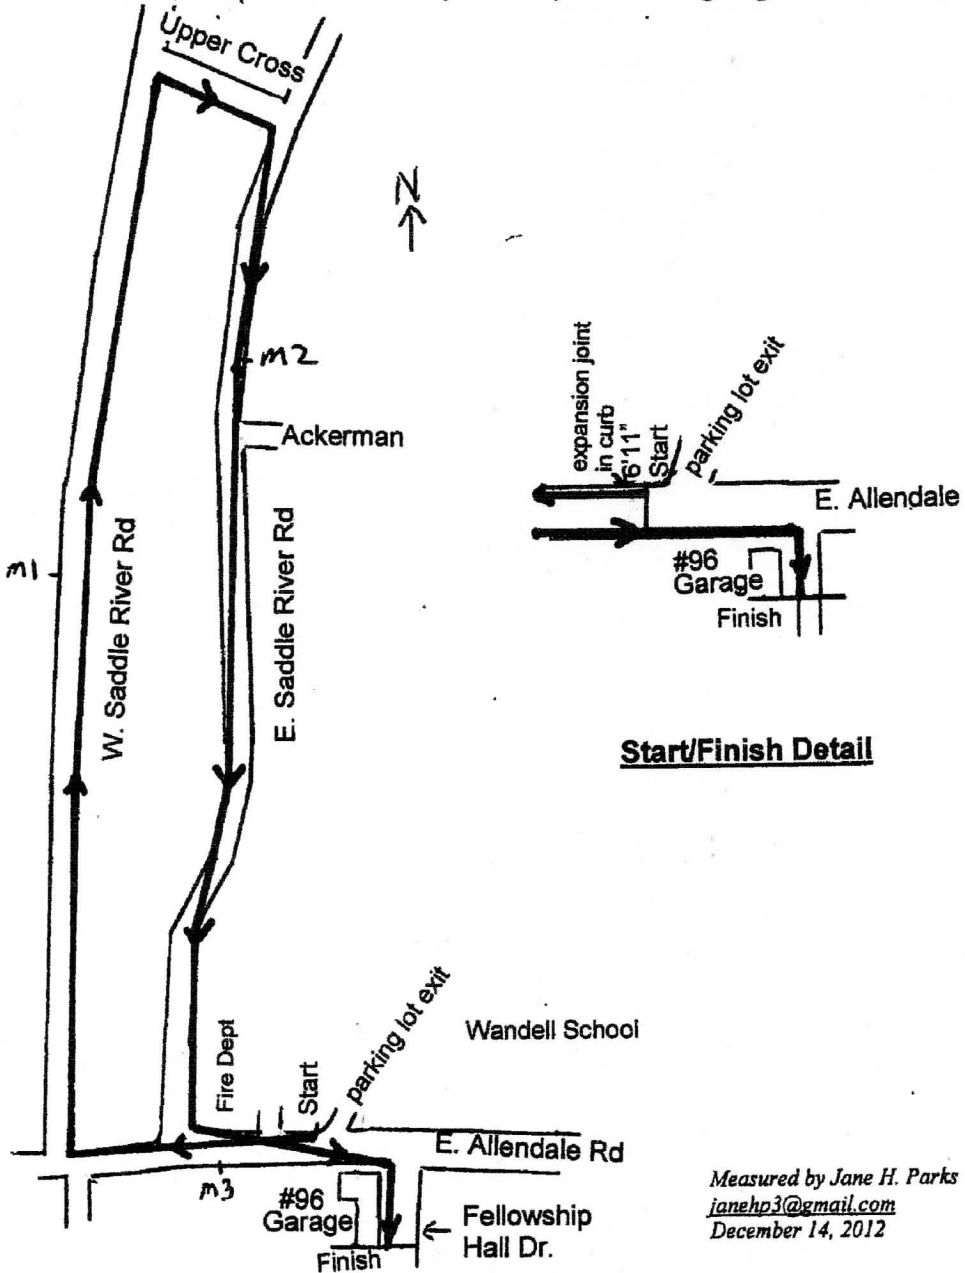 Upper Cross
N
M2
Ackerman
M1
W. Saddle River Rd
E. Saddle River Rd
expansion joint
in curb
6'11"
Start
parking lot exit
E. Allendale
#96
Garage
Finish
Start/Finish Detail
Fire Dept
Start
parking lot exit
Wandell School
E. Allendale Rd
M3
#96
Garage
Finish
Fellowship
Hall Dr.
Measured by Jane H. Parks
janehp3@gmail.com
December 14, 2012